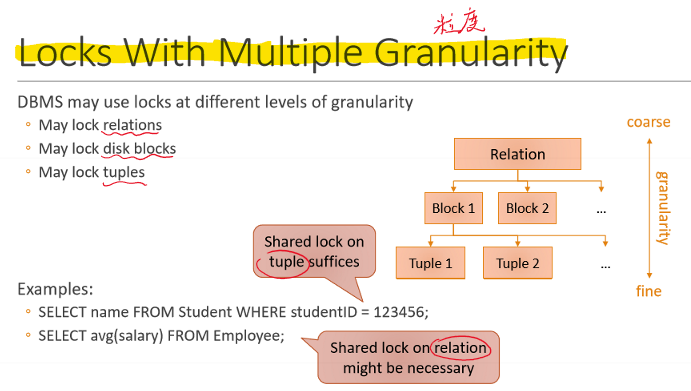 粒度
Locks With Multiple Granularity
DBMS may use locks at different levels of granularity
◦ May lock relations
◦ May lock disk blocks
◦ May lock tuples
coarse
Relation
granularity
Block 1
Block 2
...
Tuple 1
Tuple 2
...
fine
Shared lock on
tuple suffices
Examples:
◦ SELECT name FROM Student WHERE studentID = 123456;
◦ SELECT avg(salary) FROM Employee;
Shared lock on relation
might be necessary